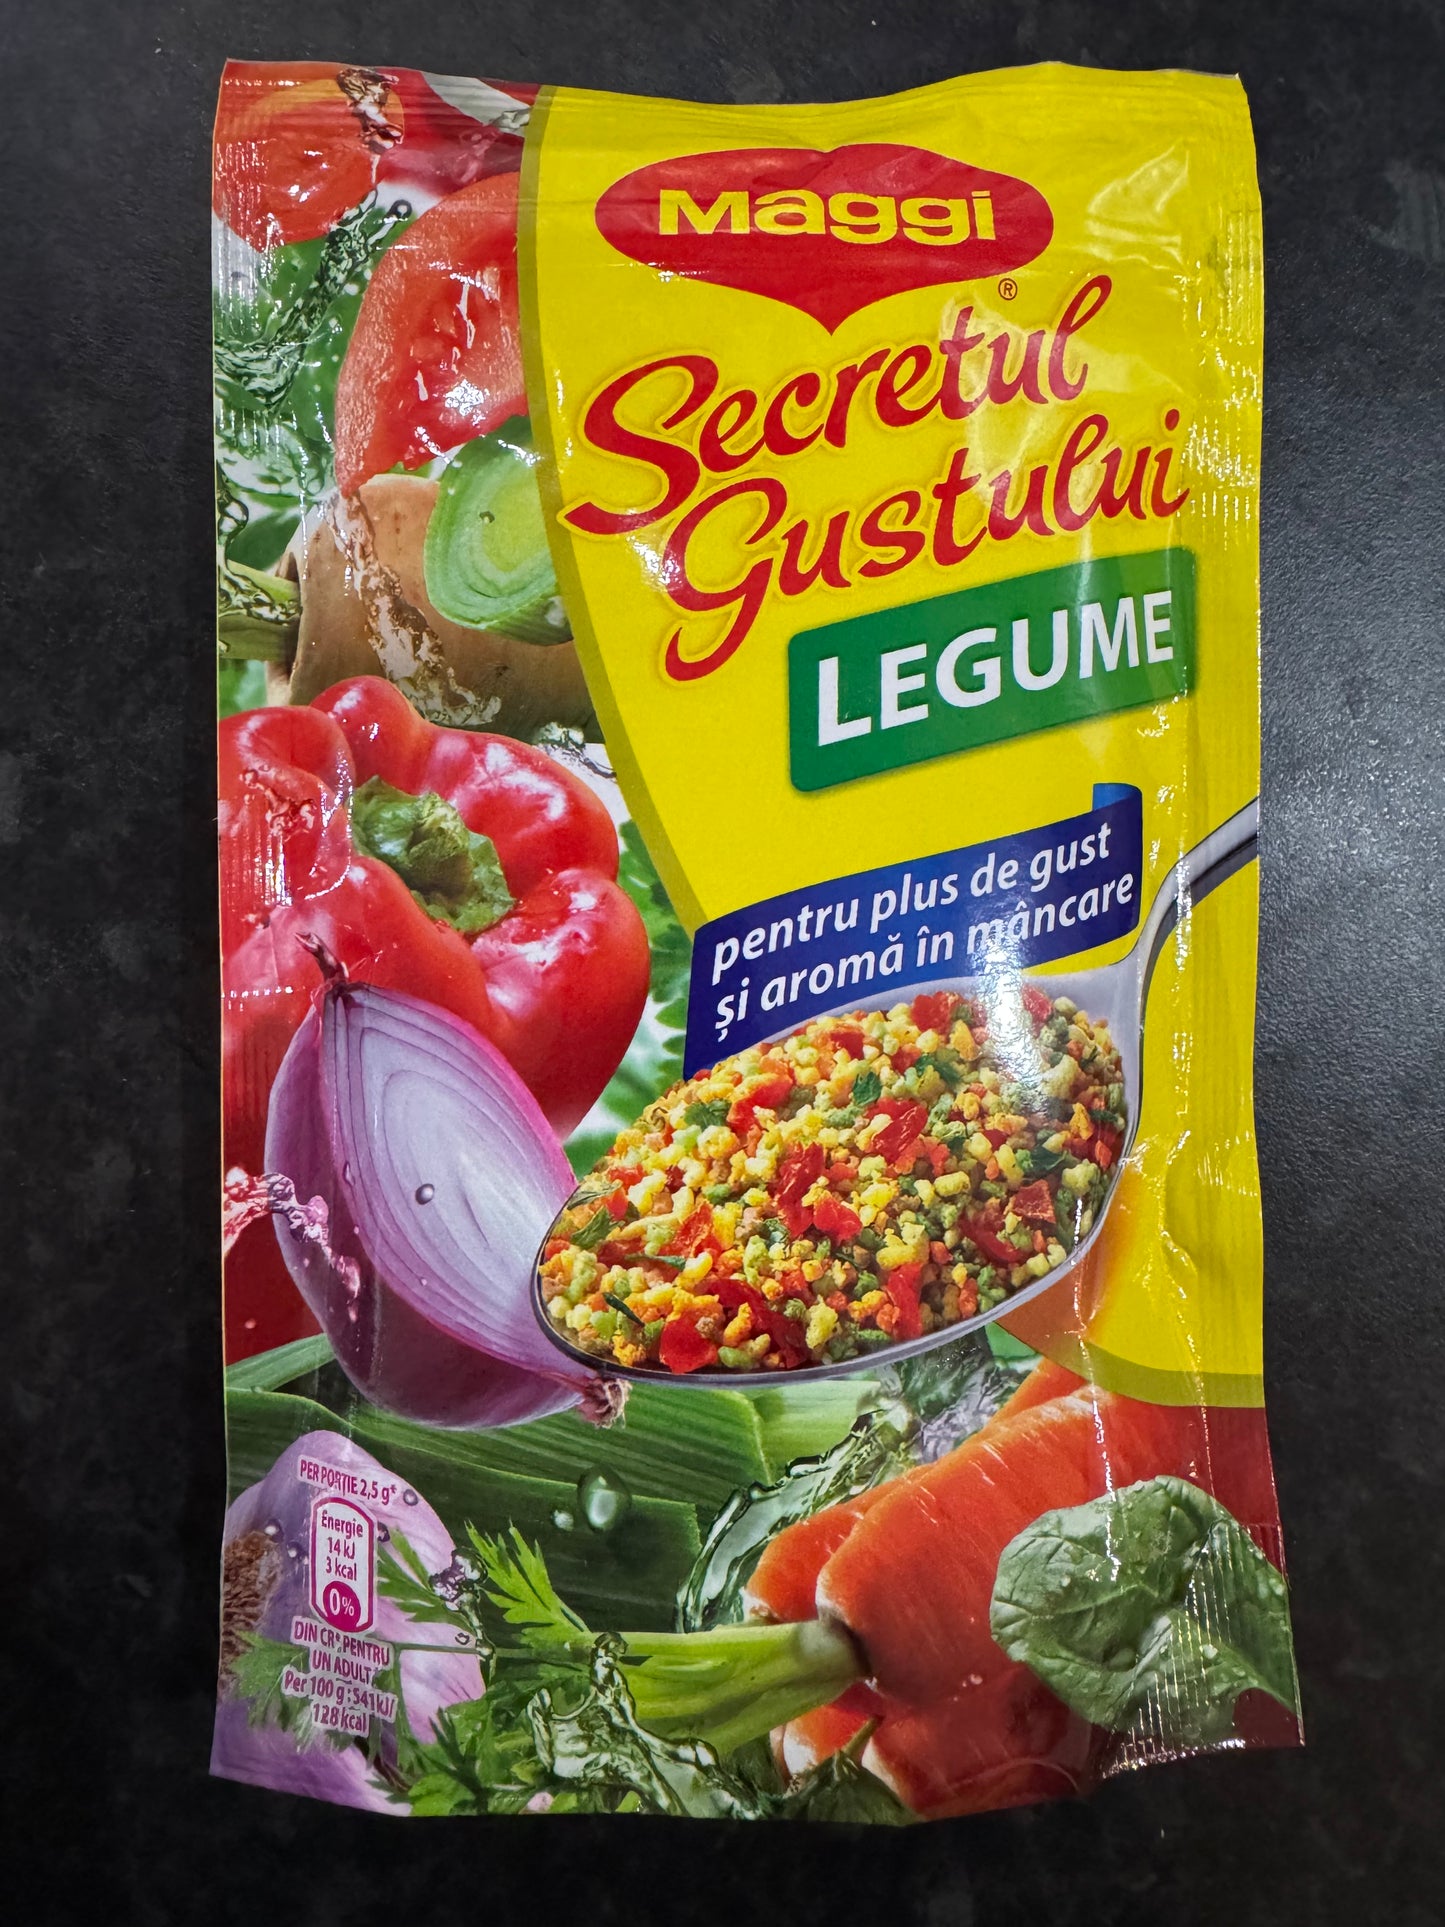 Maggi
®
Secretul
Gustului
LEGUME
pentru plus de gust
și aromă în mâncare
PER PORȚIE 2,5 g*
Energie
14 kJ
3 kcal
0%
DIN CR* PENTRU
UN ADULT
Per 100 g: 541 kJ/
128 kcal